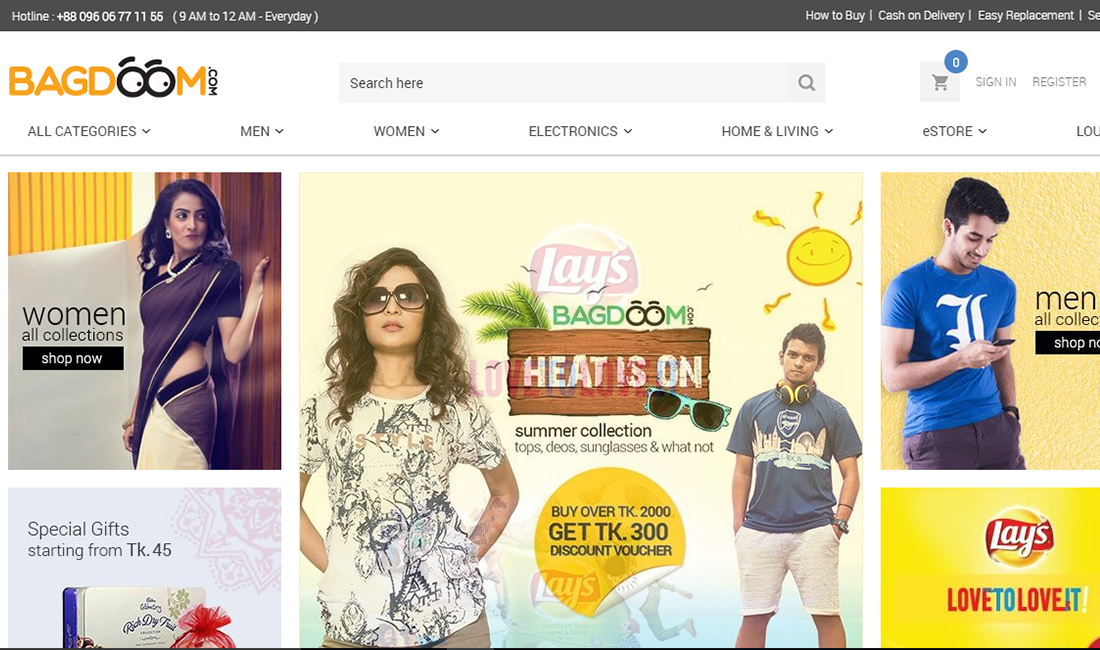 Hotline : +88 096 06 77 11 55 ( 9 AM to 12 AM - Everyday )
How to Buy | Cash on Delivery | Easy Replacement | Se
BAGDOOM.COM
Search here
0
SIGN IN
REGISTER
ALL CATEGORIES
MEN
WOMEN
ELECTRONICS
HOME & LIVING
eSTORE
LOU
women
all collections
shop now
Special Gifts
starting from Tk. 45
Cadbury
Rich Dry Fruit
COLLECTION
Lay's
BAGDOOM.COM
HEAT IS ON
LOVE TO LOVE
summer collection
tops, deos, sunglasses & what not
STYLE
Arsenal
BUY OVER TK. 2000
GET TK. 300
DISCOUNT VOUCHER
Lay's
men
all collec
shop no
Lay's
LOVE TO LOVE IT!